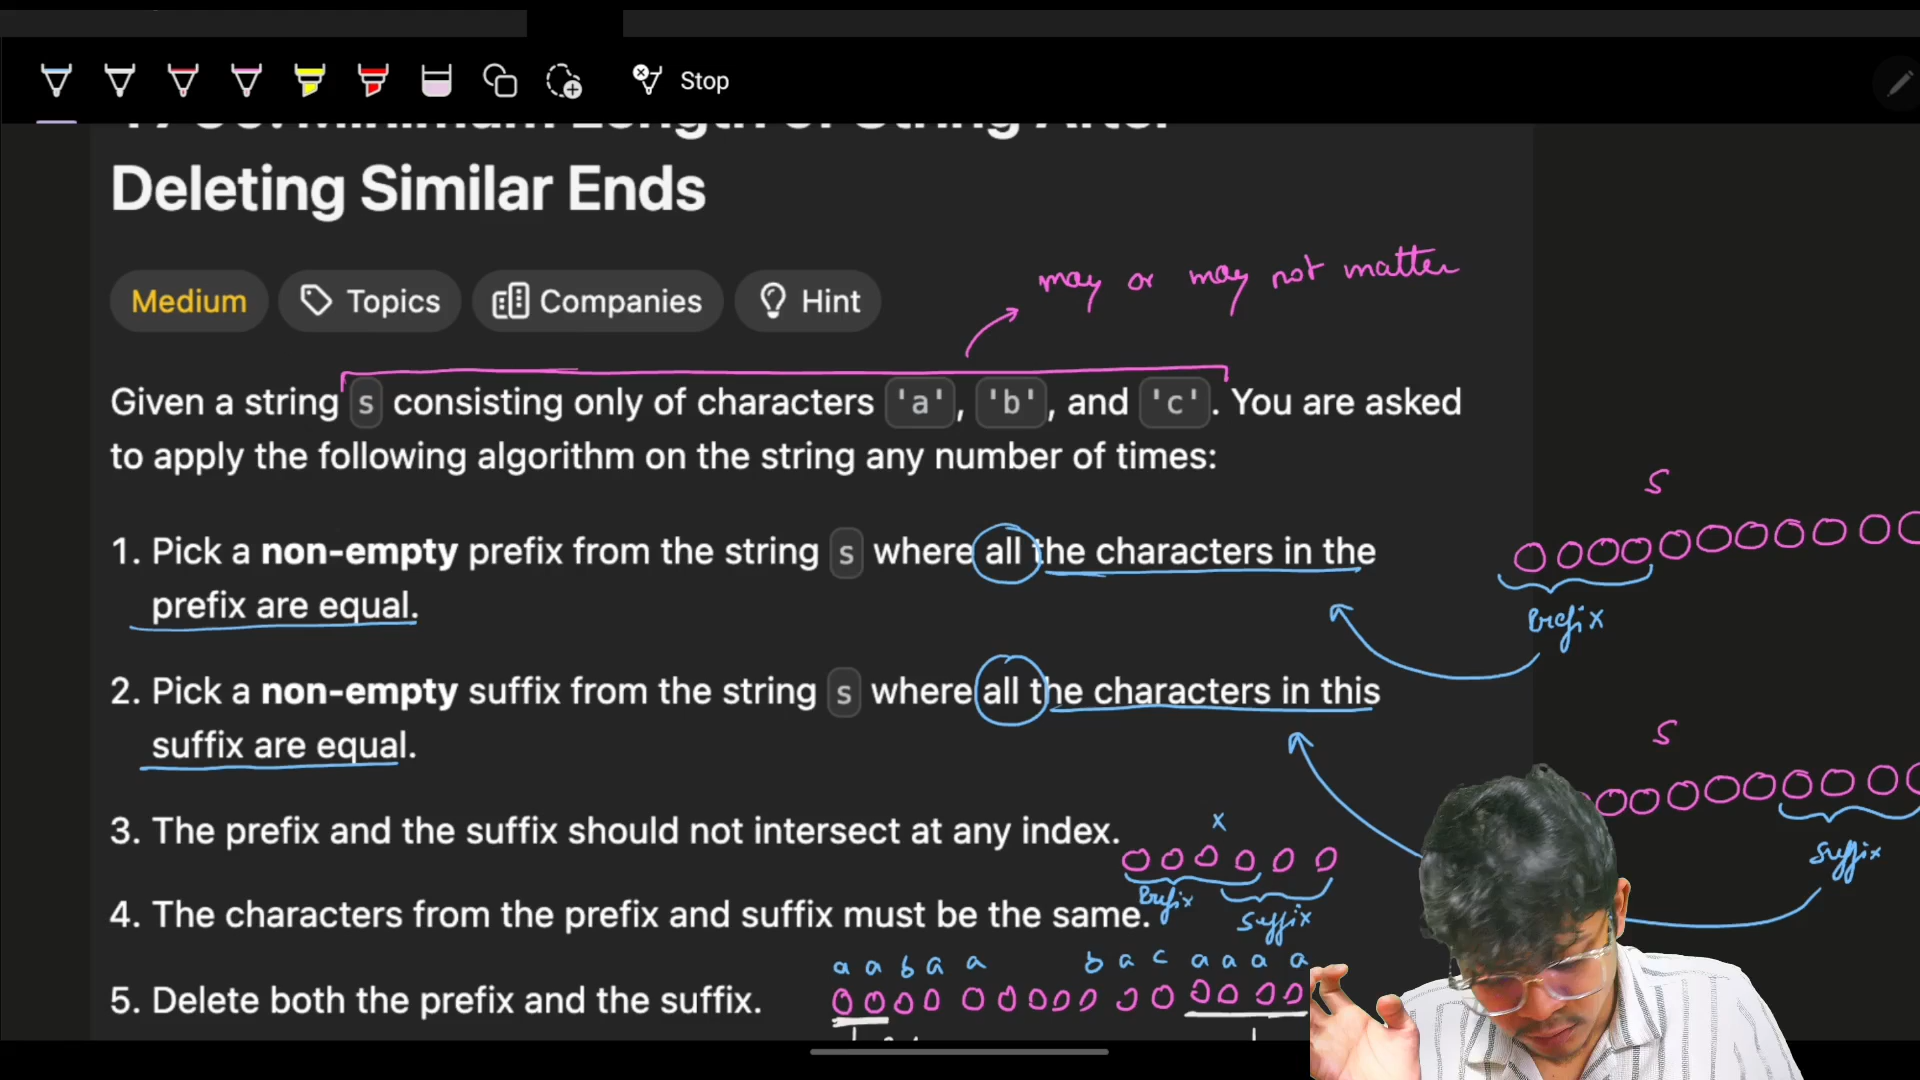 Stop
Deleting Similar Ends
may or may not matter
Medium Topics Companies Hint
Given a string s consisting only of characters 'a', 'b', and 'c'. You are asked
to apply the following algorithm on the string any number of times:
s
1. Pick a non-empty prefix from the string s where all the characters in the
prefix are equal.
Prefix
2. Pick a non-empty suffix from the string s where all the characters in this
suffix are equal.
s
x
3. The prefix and the suffix should not intersect at any index.
suffix
Prefix
suffix
4. The characters from the prefix and suffix must be the same.
a a b a a b a c a a a a
5. Delete both the prefix and the suffix.